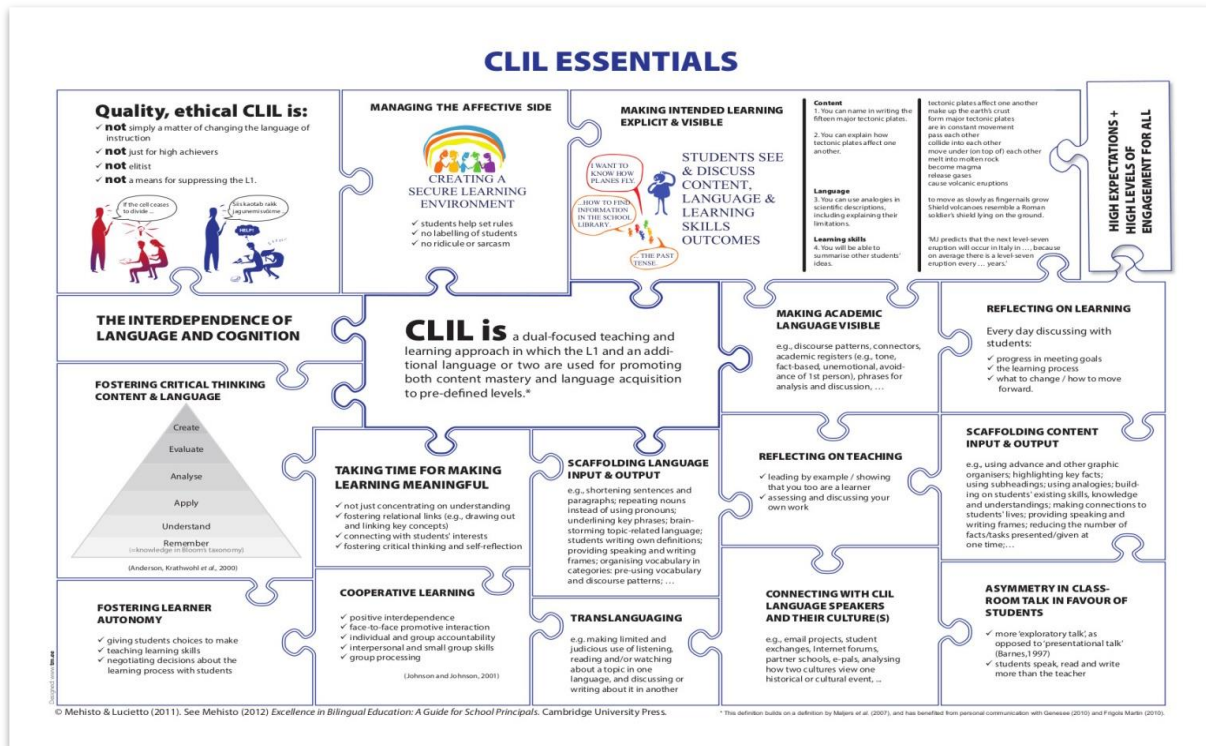 CLIL ESSENTIALS
Quality, ethical CLIL is:
✓ not simply a matter of changing the language of
instruction
✓ not just for high achievers
✓ not elitist
✓ not a means for suppressing the L1.
If the cell ceases
to divide ...
HELP!
MANAGING THE AFFECTIVE SIDE
CREATING A
SECURE LEARNING
ENVIRONMENT
✓ students help set rules
✓ no labelling of students
✓ no ridicule or sarcasm
MAKING INTENDED LEARNING
EXPLICIT & VISIBLE
I WANT TO
KNOW HOW
PLANES FLY.
...HOW TO FIND
INFORMATION
IN THE SCHOOL
LIBRARY.
... THE PAST
TENSE.
STUDENTS SEE
& DISCUSS
CONTENT,
LANGUAGE &
LEARNING
SKILLS
OUTCOMES
Content
1. You can name in writing the
fifteen major tectonic plates.
2. You can explain how
tectonic plates affect one
another.
Language
3. You can use analogies in
scientific descriptions,
including explaining their
limitations.
Learning skills
4. You will be able to
summarise other students'
ideas.
tectonic plates affect one another
make up the earth's crust
form major tectonic plates
are in constant movement
pass each other
collide into each other
move under (on top of) each other
melt into molten rock
become magma
release gases
cause volcanic eruptions
to move as slowly as fingernails grow
Shield volcanoes resemble a Roman
soldier's shield lying on the ground.
'MJ predicts that the next level-seven
eruption will occur in Italy in ...., because
on average there is a level-seven
eruption every ... years.'
HIGH EXPECTATIONS +
HIGH LEVELS OF
ENGAGEMENT FOR ALL
THE INTERDEPENDENCE OF
LANGUAGE AND COGNITION
CLIL is a dual-focused teaching and
learning approach in which the L1 and an addi-
tional language or two are used for promoting
both content mastery and language acquisition
to pre-defined levels.*
MAKING ACADEMIC
LANGUAGE VISIBLE
e.g., discourse patterns, connectors,
academic registers (e.g., tone,
fact-based, unemotional, avoid-
ance of 1st person), phrases for
analysis and discussion, ...
REFLECTING ON LEARNING
Every day discussing with
students:
✓ progress in meeting goals
✓ the learning process
✓ what to change / how to move
forward.
FOSTERING CRITICAL THINKING
CONTENT & LANGUAGE
Create
Evaluate
Analyse
Apply
Understand
Remember
(=knowledge in Bloom's taxonomy)
(Anderson, Krathwohl et al., 2000)
TAKING TIME FOR MAKING
LEARNING MEANINGFUL
✓ not just concentrating on understanding
✓ fostering relational links (e.g., drawing out
and linking key concepts)
✓ connecting with students' interests
✓ fostering critical thinking and self-reflection
SCAFFOLDING LANGUAGE
INPUT & OUTPUT
e.g., shortening sentences and
paragraphs; repeating nouns
instead of using pronouns;
underlining key phrases; brain-
storming topic-related language;
students writing own definitions;
providing speaking and writing
frames; organising vocabulary in
categories: pre-using vocabulary
and discourse patterns; ...
REFLECTING ON TEACHING
✓ leading by example / showing
that you too are a learner
✓ assessing and discussing your
own work
SCAFFOLDING CONTENT
INPUT & OUTPUT
e.g., using advance and other graphic
organisers; highlighting key facts;
using subheadings; using analogies; build-
ing on students' existing skills, knowledge
and understandings; making connections to
students' lives; providing speaking and
writing frames; reducing the number of
facts/tasks presented/given at
one time;...
FOSTERING LEARNER
AUTONOMY
✓ giving students choices to make
✓ teaching learning skills
✓ negotiating decisions about the
learning process with students
COOPERATIVE LEARNING
✓ positive interdependence
✓ face-to-face promotive interaction
✓ individual and group accountability
✓ interpersonal and small group skills
✓ group processing
(Johnson and Johnson, 2001)
TRANSLANGUAGING
e.g. making limited and
judicious use of listening,
reading and/or watching
about a topic in one
language, and discussing or
writing about it in another
CONNECTING WITH CLIL
LANGUAGE SPEAKERS
AND THEIR CULTURE(S)
e.g., email projects, student
exchanges, Internet forums,
partner schools, e-pals, analysing
how two cultures view one
historical or cultural event, ...
ASYMMETRY IN CLASS-
ROOM TALK IN FAVOUR OF
STUDENTS
✓ more 'exploratory talk', as
opposed to 'presentational talk'
(Barnes,1997)
✓ students speak, read and write
more than the teacher
© Mehisto & Lucietto (2011). See Mehisto (2012) Excellence in Bilingual Education: A Guide for School Principals. Cambridge University Press.
* This definition builds on a definition by Maljers et al. (2007), and has benefited from personal communication with Genesee (2010) and Frigols Martin (2010).